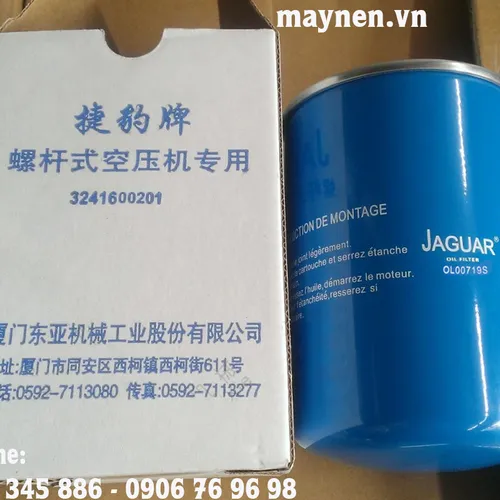 maynen.vn
捷豹牌
螺杆式空压机专用
3241600201
厦门东亚机械工业股份有限公司
址:厦门市同安区西柯镇西柯街611号
话:0592-7113080 传真:0592-7113277
JAGUAR®
OIL FILTER
OL00719S
CTION DE MONTAGE
joint légèrement.
cartouche et serrez étanche
l'huile, démarrez le moteur.
l'étanchéité, resserez si
ne:
345 886 - 0906 76 96 98